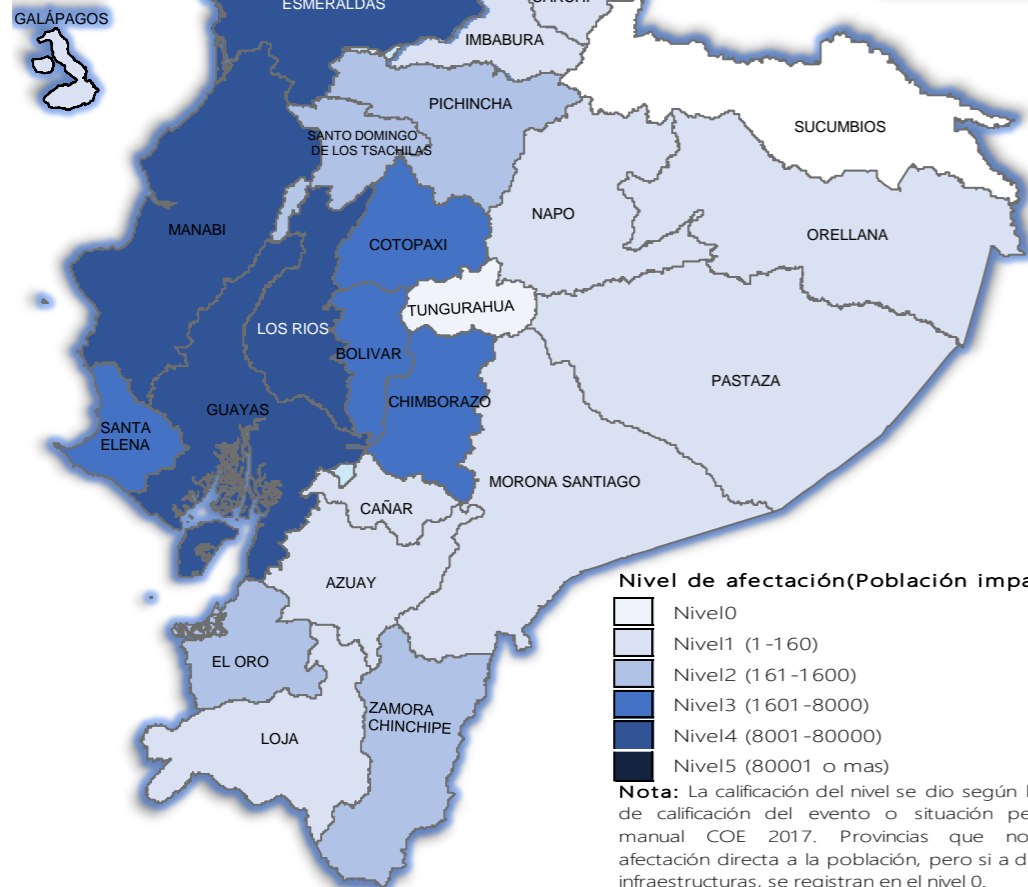 ESMERALDAS
GALÁPAGOS
CARCHI
IMBABURA
PICHINCHA
SUCUMBIOS
SANTO DOMINGO
DE LOS TSACHILAS
NAPO
MANABI
ORELLANA
COTOPAXI
TUNGURAHUA
LOS RIOS
BOLIVAR
PASTAZA
CHIMBORAZO
GUAYAS
SANTA
ELENA
MORONA SANTIAGO
CAÑAR
AZUAY
EL ORO
ZAMORA
CHINCHIPE
LOJA
Nivel de afectación(Población impa
Nivel0
Nivel1 (1-160)
Nivel2 (161-1600)
Nivel3 (1601-8000)
Nivel4 (8001-80000)
Nivel5 (80001 o mas)
Nota: La calificación del nivel se dio según
de calificación del evento o situación pe
manual COE 2017. Provincias que no
afectación directa a la población, pero si a d
infraestructuras, se registran en el nivel 0.